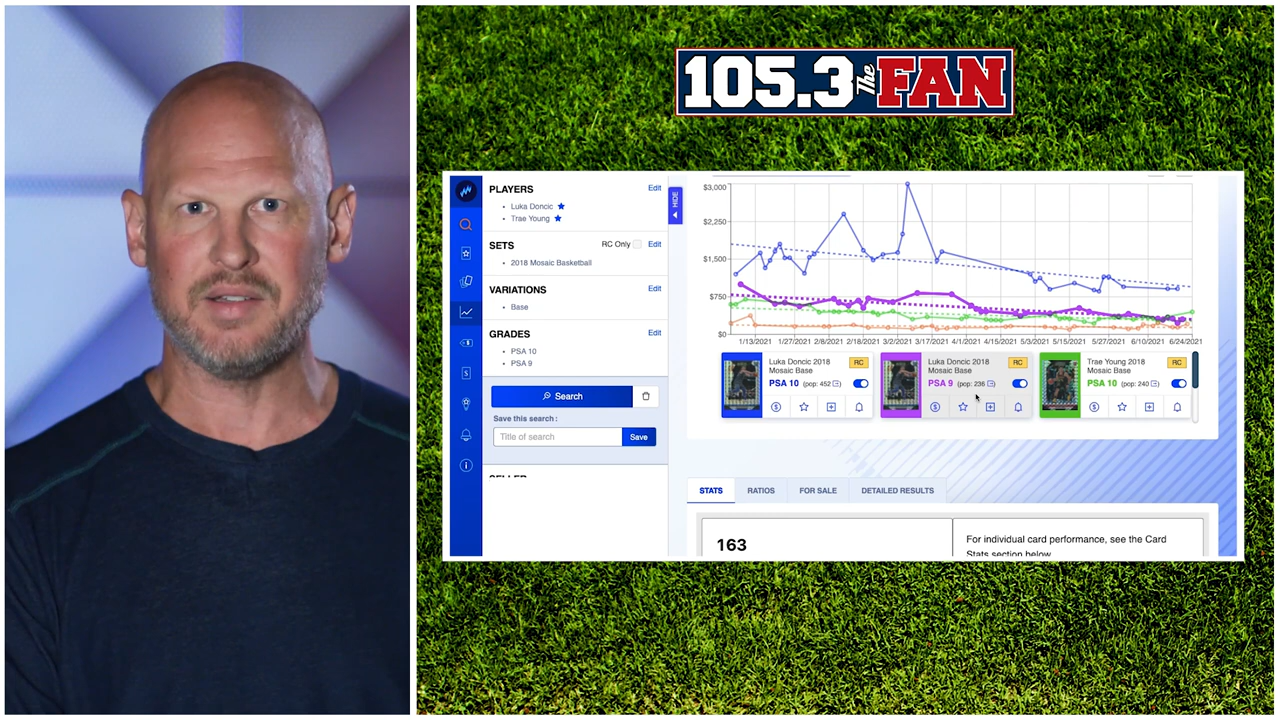 105.3 The FAN
PLAYERS
Edit
Luka Doncic
Trae Young
SETS
RC Only
Edit
2018 Mosaic Basketball
VARIATIONS
Edit
Base
GRADES
Edit
PSA 10
PSA 9
Search
Save this search:
Title of search
Save
HIDE
$3,000
$2,250
$1,500
$750
$0
1/13/2021
1/27/2021
2/8/2021
2/18/2021
3/2/2021
3/17/2021
4/1/2021
4/15/2021
5/3/2021
5/15/2021
5/27/2021
6/10/2021
6/24/2021
Luka Doncic 2018
Mosaic Base
RC
PSA 10 (pop: 452)
Luka Doncic 2018
Mosaic Base
RC
PSA 9 (pop: 236)
Trae Young 2018
Mosaic Base
RC
PSA 10 (pop: 240)
STATS
RATIOS
FOR SALE
DETAILED RESULTS
163
For individual card performance, see the Card
Stats section below